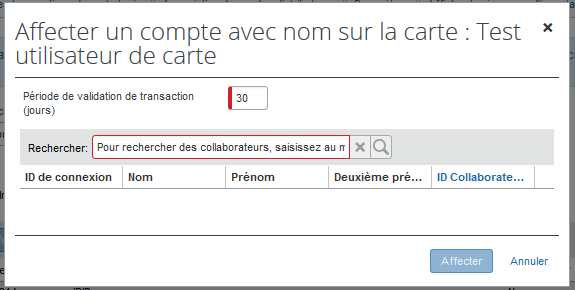 Affecter un compte avec nom sur la carte : Test
utilisateur de carte
Période de validation de transaction
(jours)
30
Rechercher: Pour rechercher des collaborateurs, saisissez au m
ID de connexion Nom Prénom Deuxième pré... ID Collaborate...
Affecter Annuler